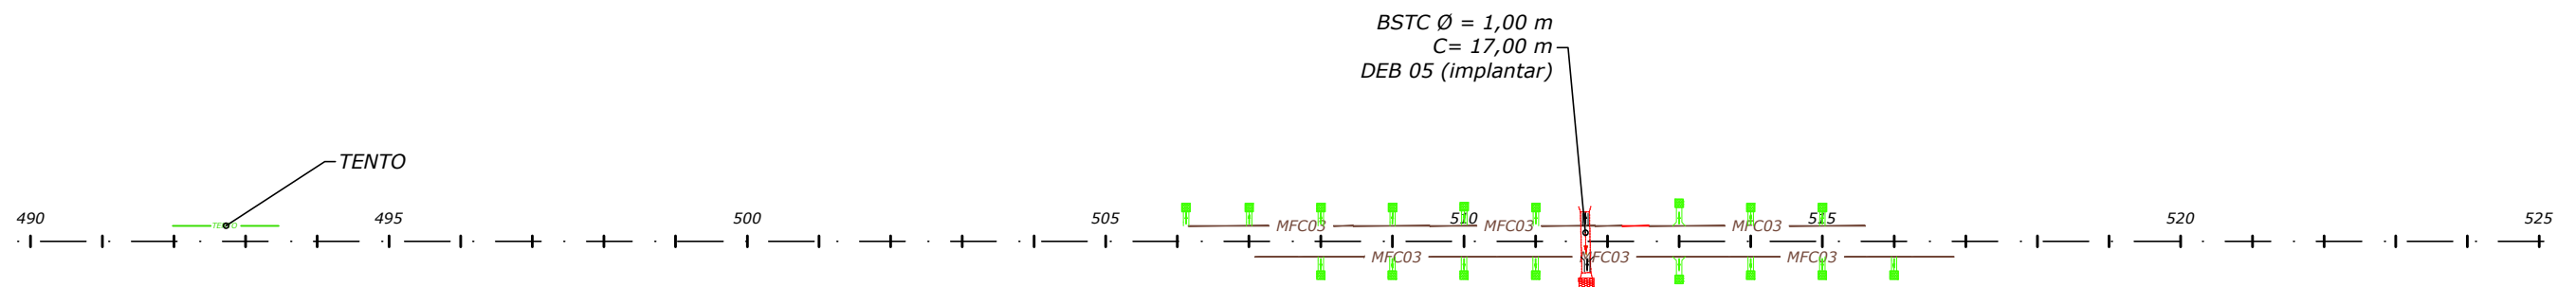 BSTC Ø = 1,00 m
C= 17,00 m
DEB 05 (implantar)
TENTO
490
495
500
505
510
515
520
525
TENTO
MFC03
MFC03
MFC03
MFC03
MFC03
MFC03